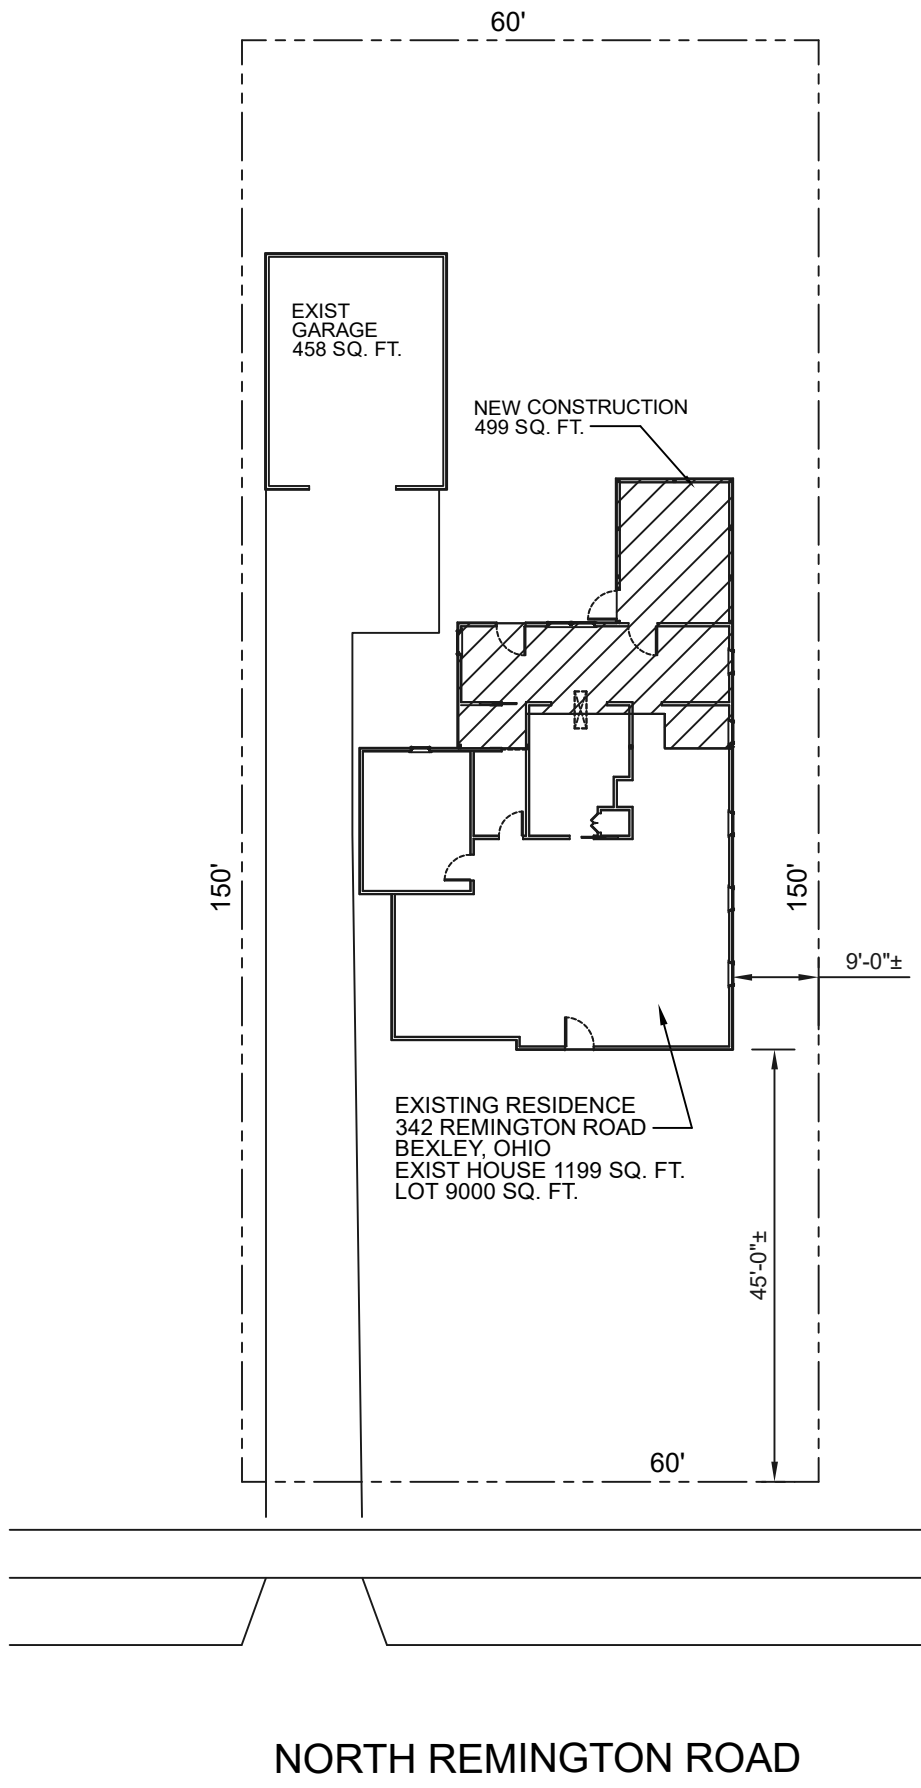 60'
EXIST
GARAGE
458 SQ. FT.
NEW CONSTRUCTION
499 SQ. FT.
150'
150'
9'-0"±
EXISTING RESIDENCE
342 REMINGTON ROAD
BEXLEY, OHIO
EXIST HOUSE 1199 SQ. FT.
LOT 9000 SQ. FT.
45'-0"±
60'
NORTH REMINGTON ROAD